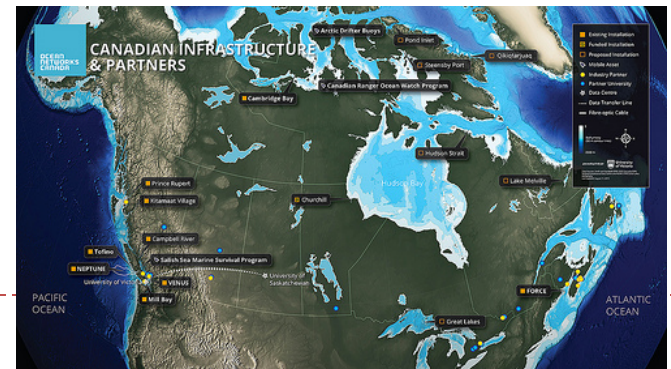 OCEAN
NETWORKS
CANADA
CANADIAN INFRASTRUCTURE
& PARTNERS
Arctic Drifter Buoys
Pond Inlet
Qikiqtarjuaq
Steensby Port
Canadian Ranger Ocean Watch Program
Cambridge Bay
Hudson Strait
Hudson Bay
Lake Melville
Prince Rupert
Kitamaat Village
Churchill
Campbell River
Tofino
Salish Sea Marine Survival Program
NEPTUNE
University of Victoria
VENUS
University of
Saskatchewan
Mill Bay
FORCE
Great Lakes
PACIFIC
OCEAN
ATLANTIC
OCEAN
Existing Installation
Funded Installation
Proposed Installation
Mobile Asset
Industry Partner
Partner University
Data Centre
Data Transfer Line
Fibre-optic Cable
University
of Victoria